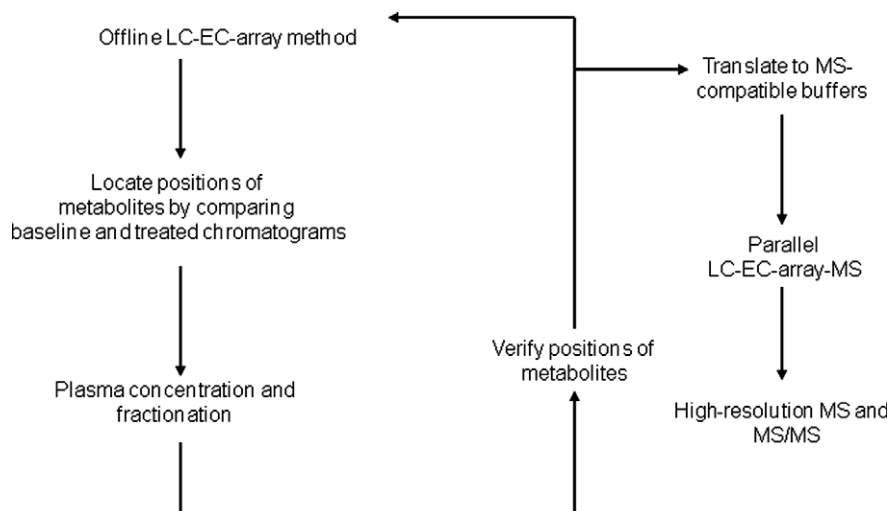 Offline LC-EC-array method
Locate positions of
metabolites by comparing
baseline and treated chromatograms
Plasma concentration and
fractionation
Verify positions of
metabolites
Translate to MS-
compatible buffers
Parallel
LC-EC-array-MS
High-resolution MS and
MS/MS